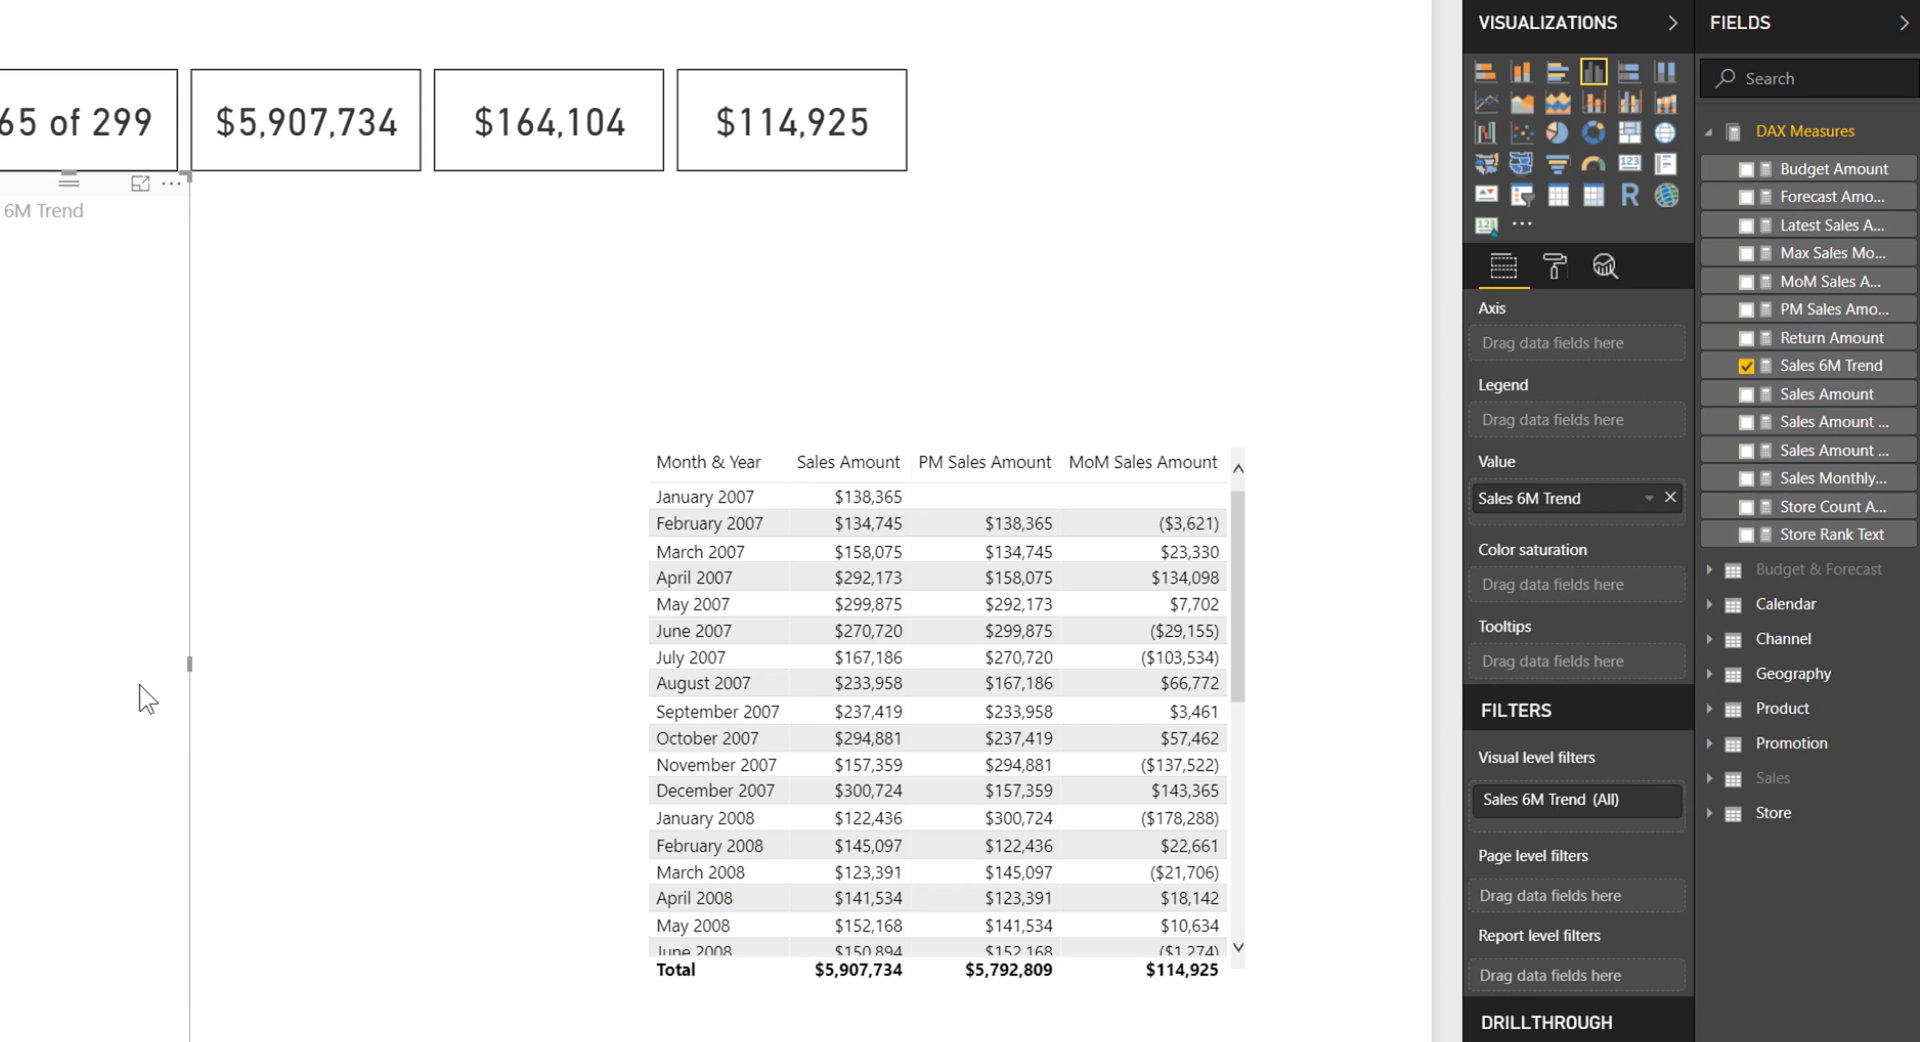 65 of 299
$5,907,734
$164,104
$114,925
6M Trend
Month & Year Sales Amount PM Sales Amount MoM Sales Amount
January 2007 $138,365
February 2007 $134,745 $138,365 ($3,621)
March 2007 $158,075 $134,745 $23,330
April 2007 $292,173 $158,075 $134,098
May 2007 $299,875 $292,173 $7,702
June 2007 $270,720 $299,875 ($29,155)
July 2007 $167,186 $270,720 ($103,534)
August 2007 $233,958 $167,186 $66,772
September 2007 $237,419 $233,958 $3,461
October 2007 $294,881 $237,419 $57,462
November 2007 $157,359 $294,881 ($137,522)
December 2007 $300,724 $157,359 $143,365
January 2008 $122,436 $300,724 ($178,288)
February 2008 $145,097 $122,436 $22,661
March 2008 $123,391 $145,097 ($21,706)
April 2008 $141,534 $123,391 $18,142
May 2008 $152,168 $141,534 $10,634
June 2008 $150,894 $152,168 ($1,274)
Total $5,907,734 $5,792,809 $114,925
VISUALIZATIONS
Axis
Drag data fields here
Legend
Drag data fields here
Value
Sales 6M Trend
Color saturation
Drag data fields here
Tooltips
Drag data fields here
FILTERS
Visual level filters
Sales 6M Trend (All)
Page level filters
Drag data fields here
Report level filters
Drag data fields here
DRILLTHROUGH
FIELDS
Search
DAX Measures
Budget Amount
Forecast Amo...
Latest Sales A...
Max Sales Mo...
MoM Sales A...
PM Sales Amo...
Return Amount
Sales 6M Trend
Sales Amount
Sales Amount ...
Sales Amount ...
Sales Monthly...
Store Count A...
Store Rank Text
Budget & Forecast
Calendar
Channel
Geography
Product
Promotion
Sales
Store